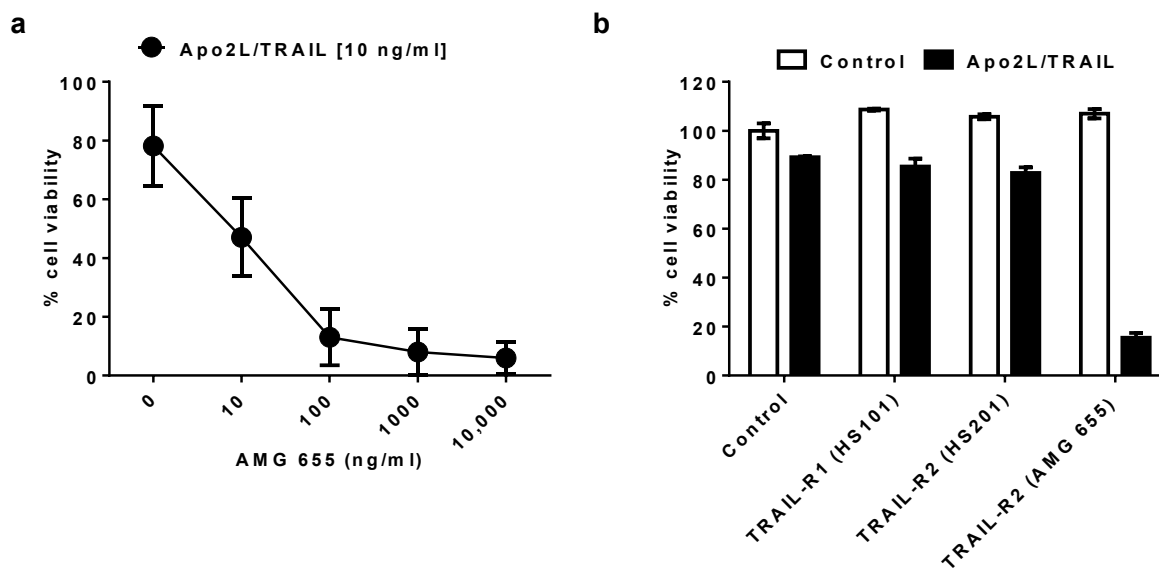 a
Apo2L/TRAIL [10 ng/ml]
100
80
60
40
20
0
% cell viability
0
10
100
1000
10,000
AMG 655 (ng/ml)
b
Control
Apo2L/TRAIL
120
100
80
60
40
20
0
% cell viability
Control
TRAIL-R1 (HS101)
TRAIL-R2 (HS201)
TRAIL-R2 (AMG 655)